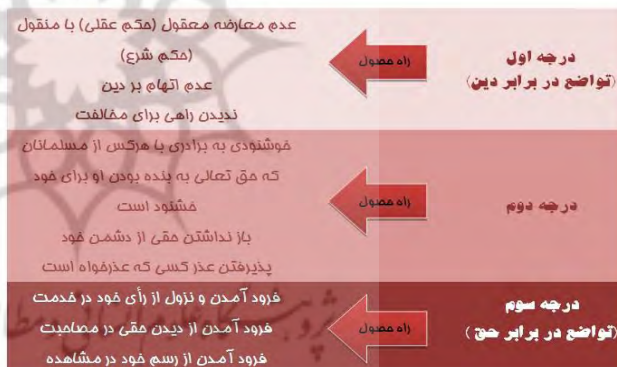 درجه اول
(تواضع در برابر دین)
راه حصول
عدم معارضه معقول (حکم عقلی) با منقول
(حکم شرع)
عدم اتهام بر دین
ندیدن راهی برای مخالفت
درجه دوم
راه حصول
خوشنودی به برادری با هرکس از مسلمانان
که حق تعالی به بنده بودن او برای خود
خشنود است
باز نداشتن حقی از دشمن خود
پذیرفتن عذر کسی که عذرخواه است
درجه سوم
(تواضع در برابر حق)
راه حصول
فرود آمدن و نزول از رأی خود در خدمت
فرود آمدن از دیدن حقی در مصاحبت
فرود آمدن از رسم خود در مشاهده